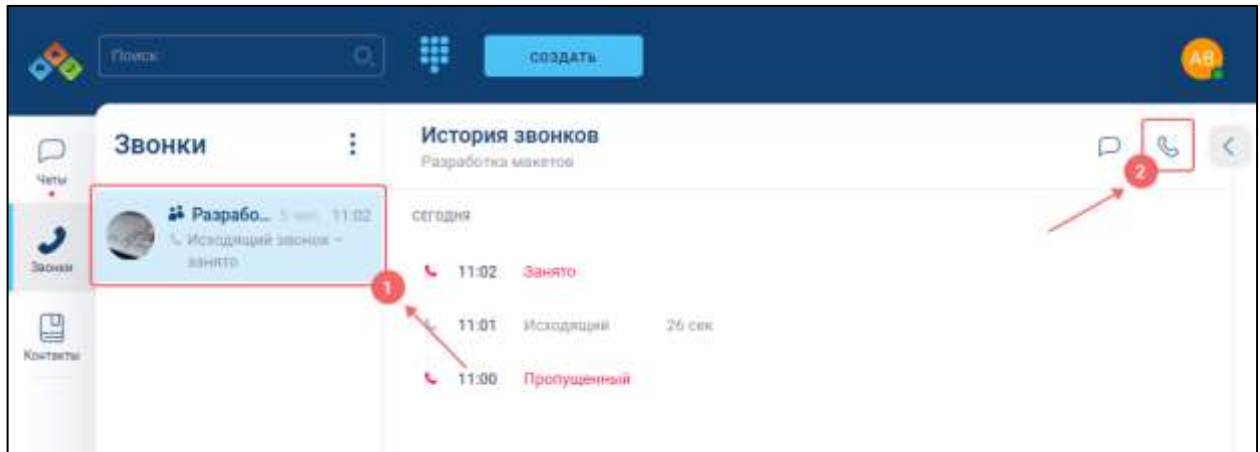 Поиск
СОЗДАТЬ
АВ
Чаты
Звонки
Контакты
Звонки
Разрабо... 11:02
Исходящий звонок –
занято
1
История звонков
Разработка макетов
2
СЕГОДНЯ
11:02 Занято
11:01 Исходящий 26 сек
11:00 Пропущенный